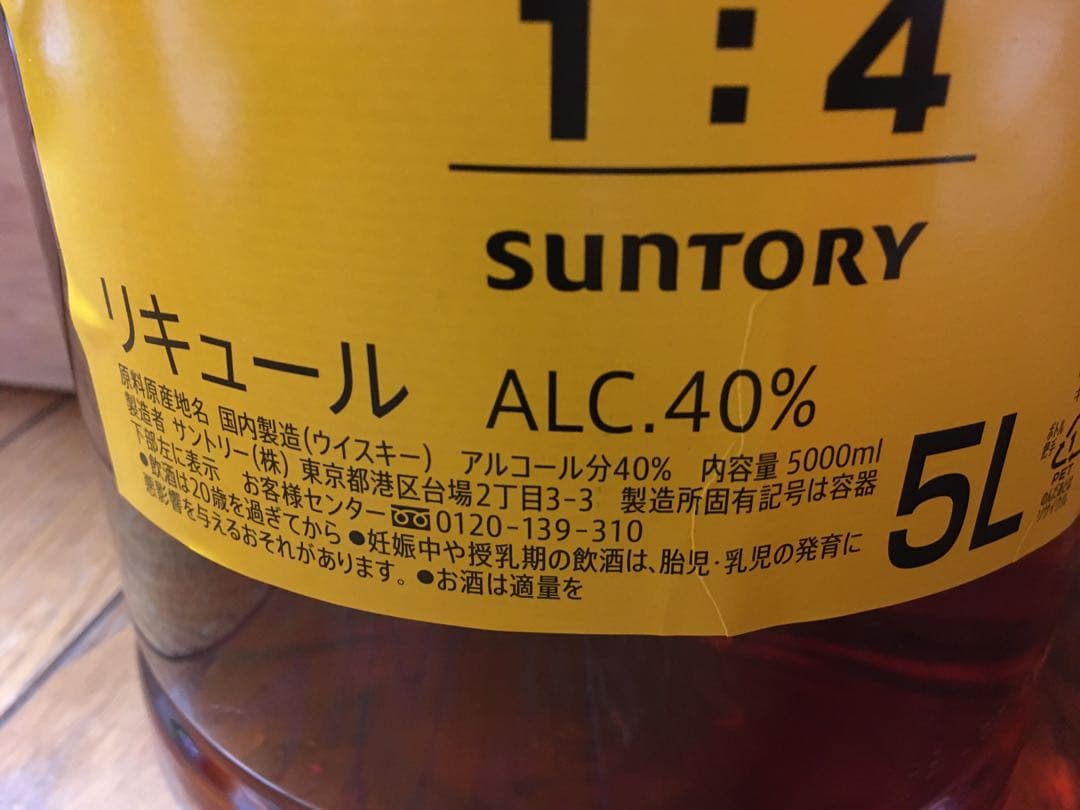 1:4
SUNTORY
リキュール ALC.40%
原料原産地名 国内製造(ウイスキー) アルコール分40% 内容量 5000ml
製造者 サントリー(株) 東京都港区台場2丁目3-3 製造所固有記号は容器
下部左に表示 お客様センター 0120-139-310
●飲酒は20歳を過ぎてから ●妊娠中や授乳期の飲酒は、胎児・乳児の発育に
悪影響を与えるおそれがあります。 ●お酒は適量を
5L
PET